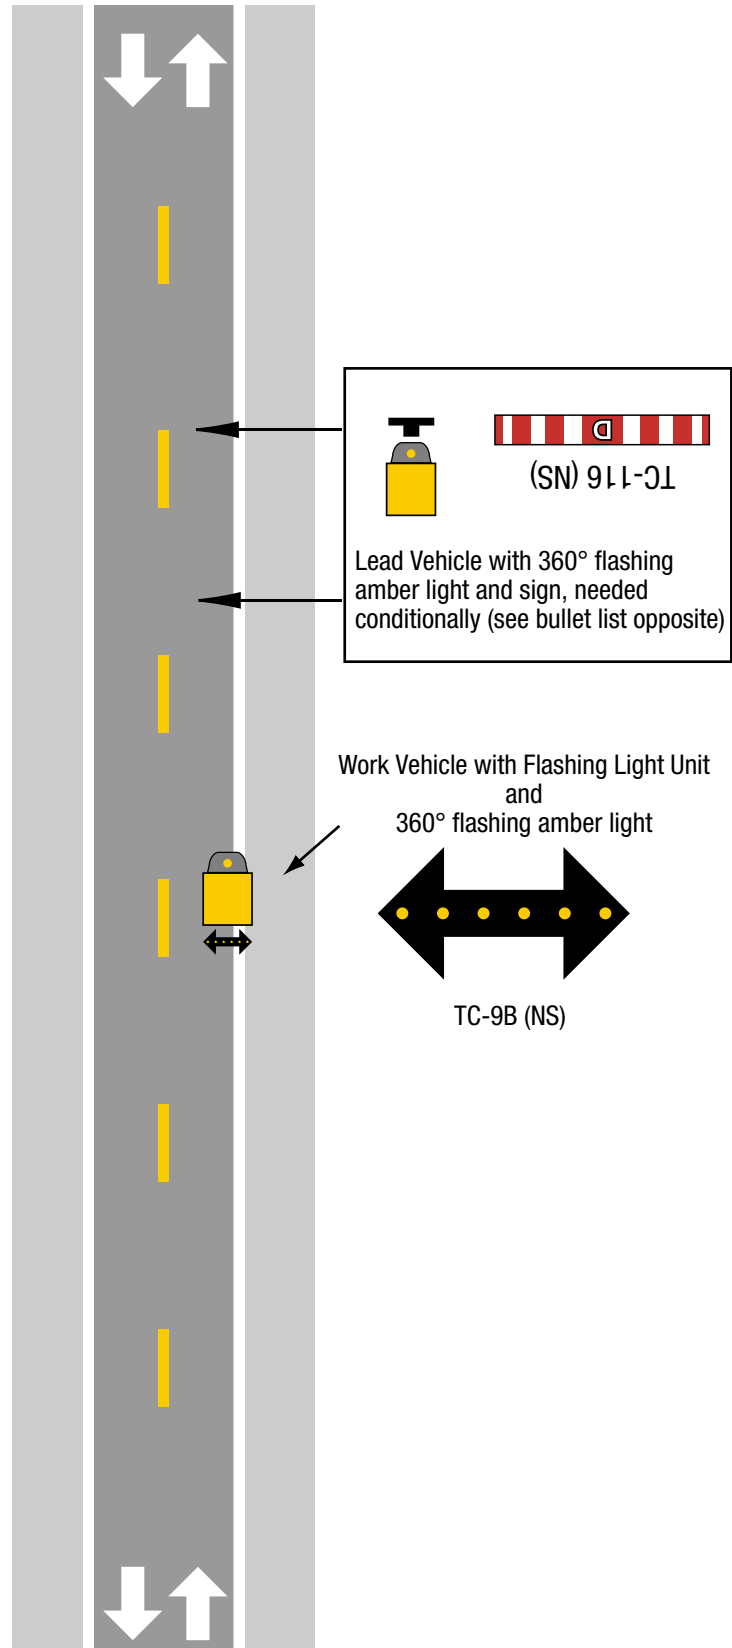 D
TC-116 (NS)
Lead Vehicle with 360° flashing
amber light and sign, needed
conditionally (see bullet list opposite)
Work Vehicle with Flashing Light Unit
and
360° flashing amber light
TC-9B (NS)